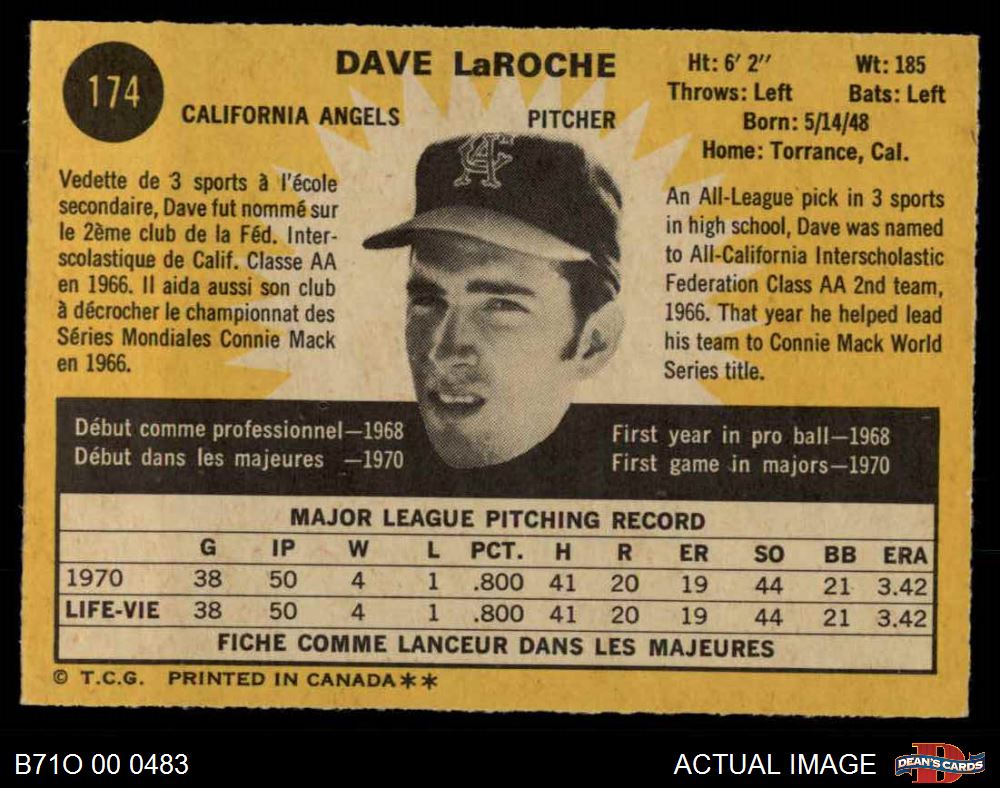 174
DAVE LaROCHE
CALIFORNIA ANGELS PITCHER
Ht: 6' 2" Wt: 185
Throws: Left Bats: Left
Born: 5/14/48
Home: Torrance, Cal.
Vedette de 3 sports à l'école
secondaire, Dave fut nommé sur
le 2ème club de la Féd. Inter-
scolastique de Calif. Classe AA
en 1966. Il aida aussi son club
à décrocher le championnat des
Séries Mondiales Connie Mack
en 1966.
CA
An All-League pick in 3 sports
in high school, Dave was named
to All-California Interscholastic
Federation Class AA 2nd team,
1966. That year he helped lead
his team to Connie Mack World
Series title.
Début comme professionnel—1968
Début dans les majeures —1970
First year in pro ball—1968
First game in majors—1970
MAJOR LEAGUE PITCHING RECORD
G IP W L PCT. H R ER SO BB ERA
1970 38 50 4 1 .800 41 20 19 44 21 3.42
LIFE-VIE 38 50 4 1 .800 41 20 19 44 21 3.42
FICHE COMME LANCEUR DANS LES MAJEURES
© T.C.G. PRINTED IN CANADA**
B71O 00 0483
ACTUAL IMAGE
D
DEAN'S CARDS